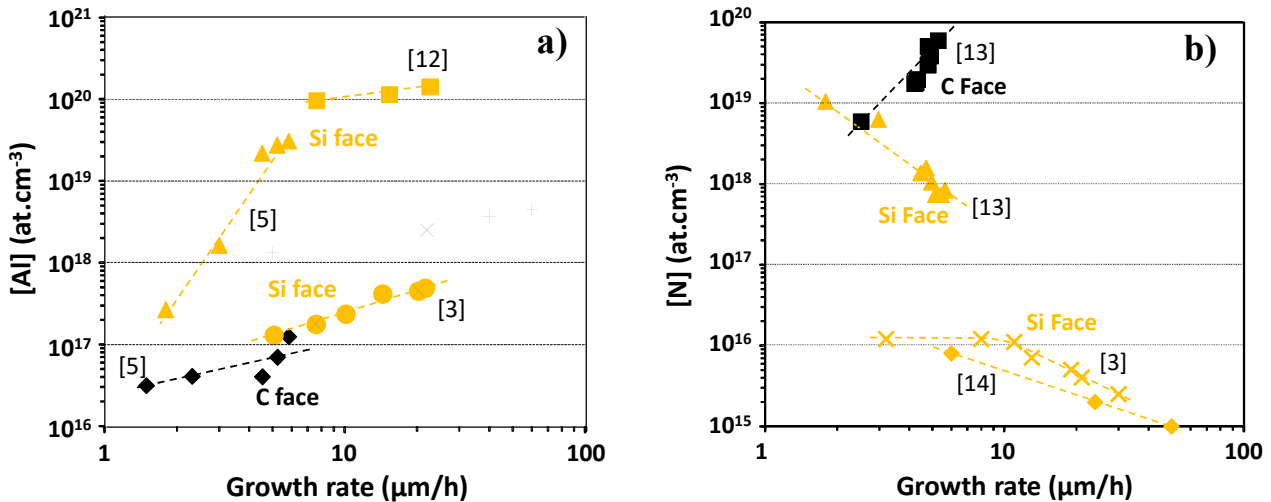 a)
10²¹
10²⁰
10¹⁹
10¹⁸
10¹⁷
10¹⁶
[Al] (at.cm⁻³)
[12]
Si face
[5]
Si face
[3]
[5]
C face
1
10
100
Growth rate (µm/h)
b)
10²⁰
10¹⁹
10¹⁸
10¹⁷
10¹⁶
10¹⁵
[N] (at.cm⁻³)
[13]
C Face
Si Face
[13]
Si Face
[3]
[14]
1
10
100
Growth rate (µm/h)